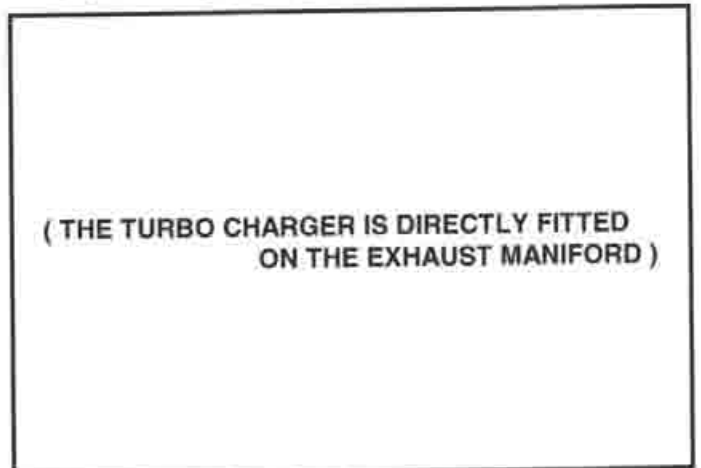 ( THE TURBO CHARGER IS DIRECTLY FITTED
ON THE EXHAUST MANIFORD )